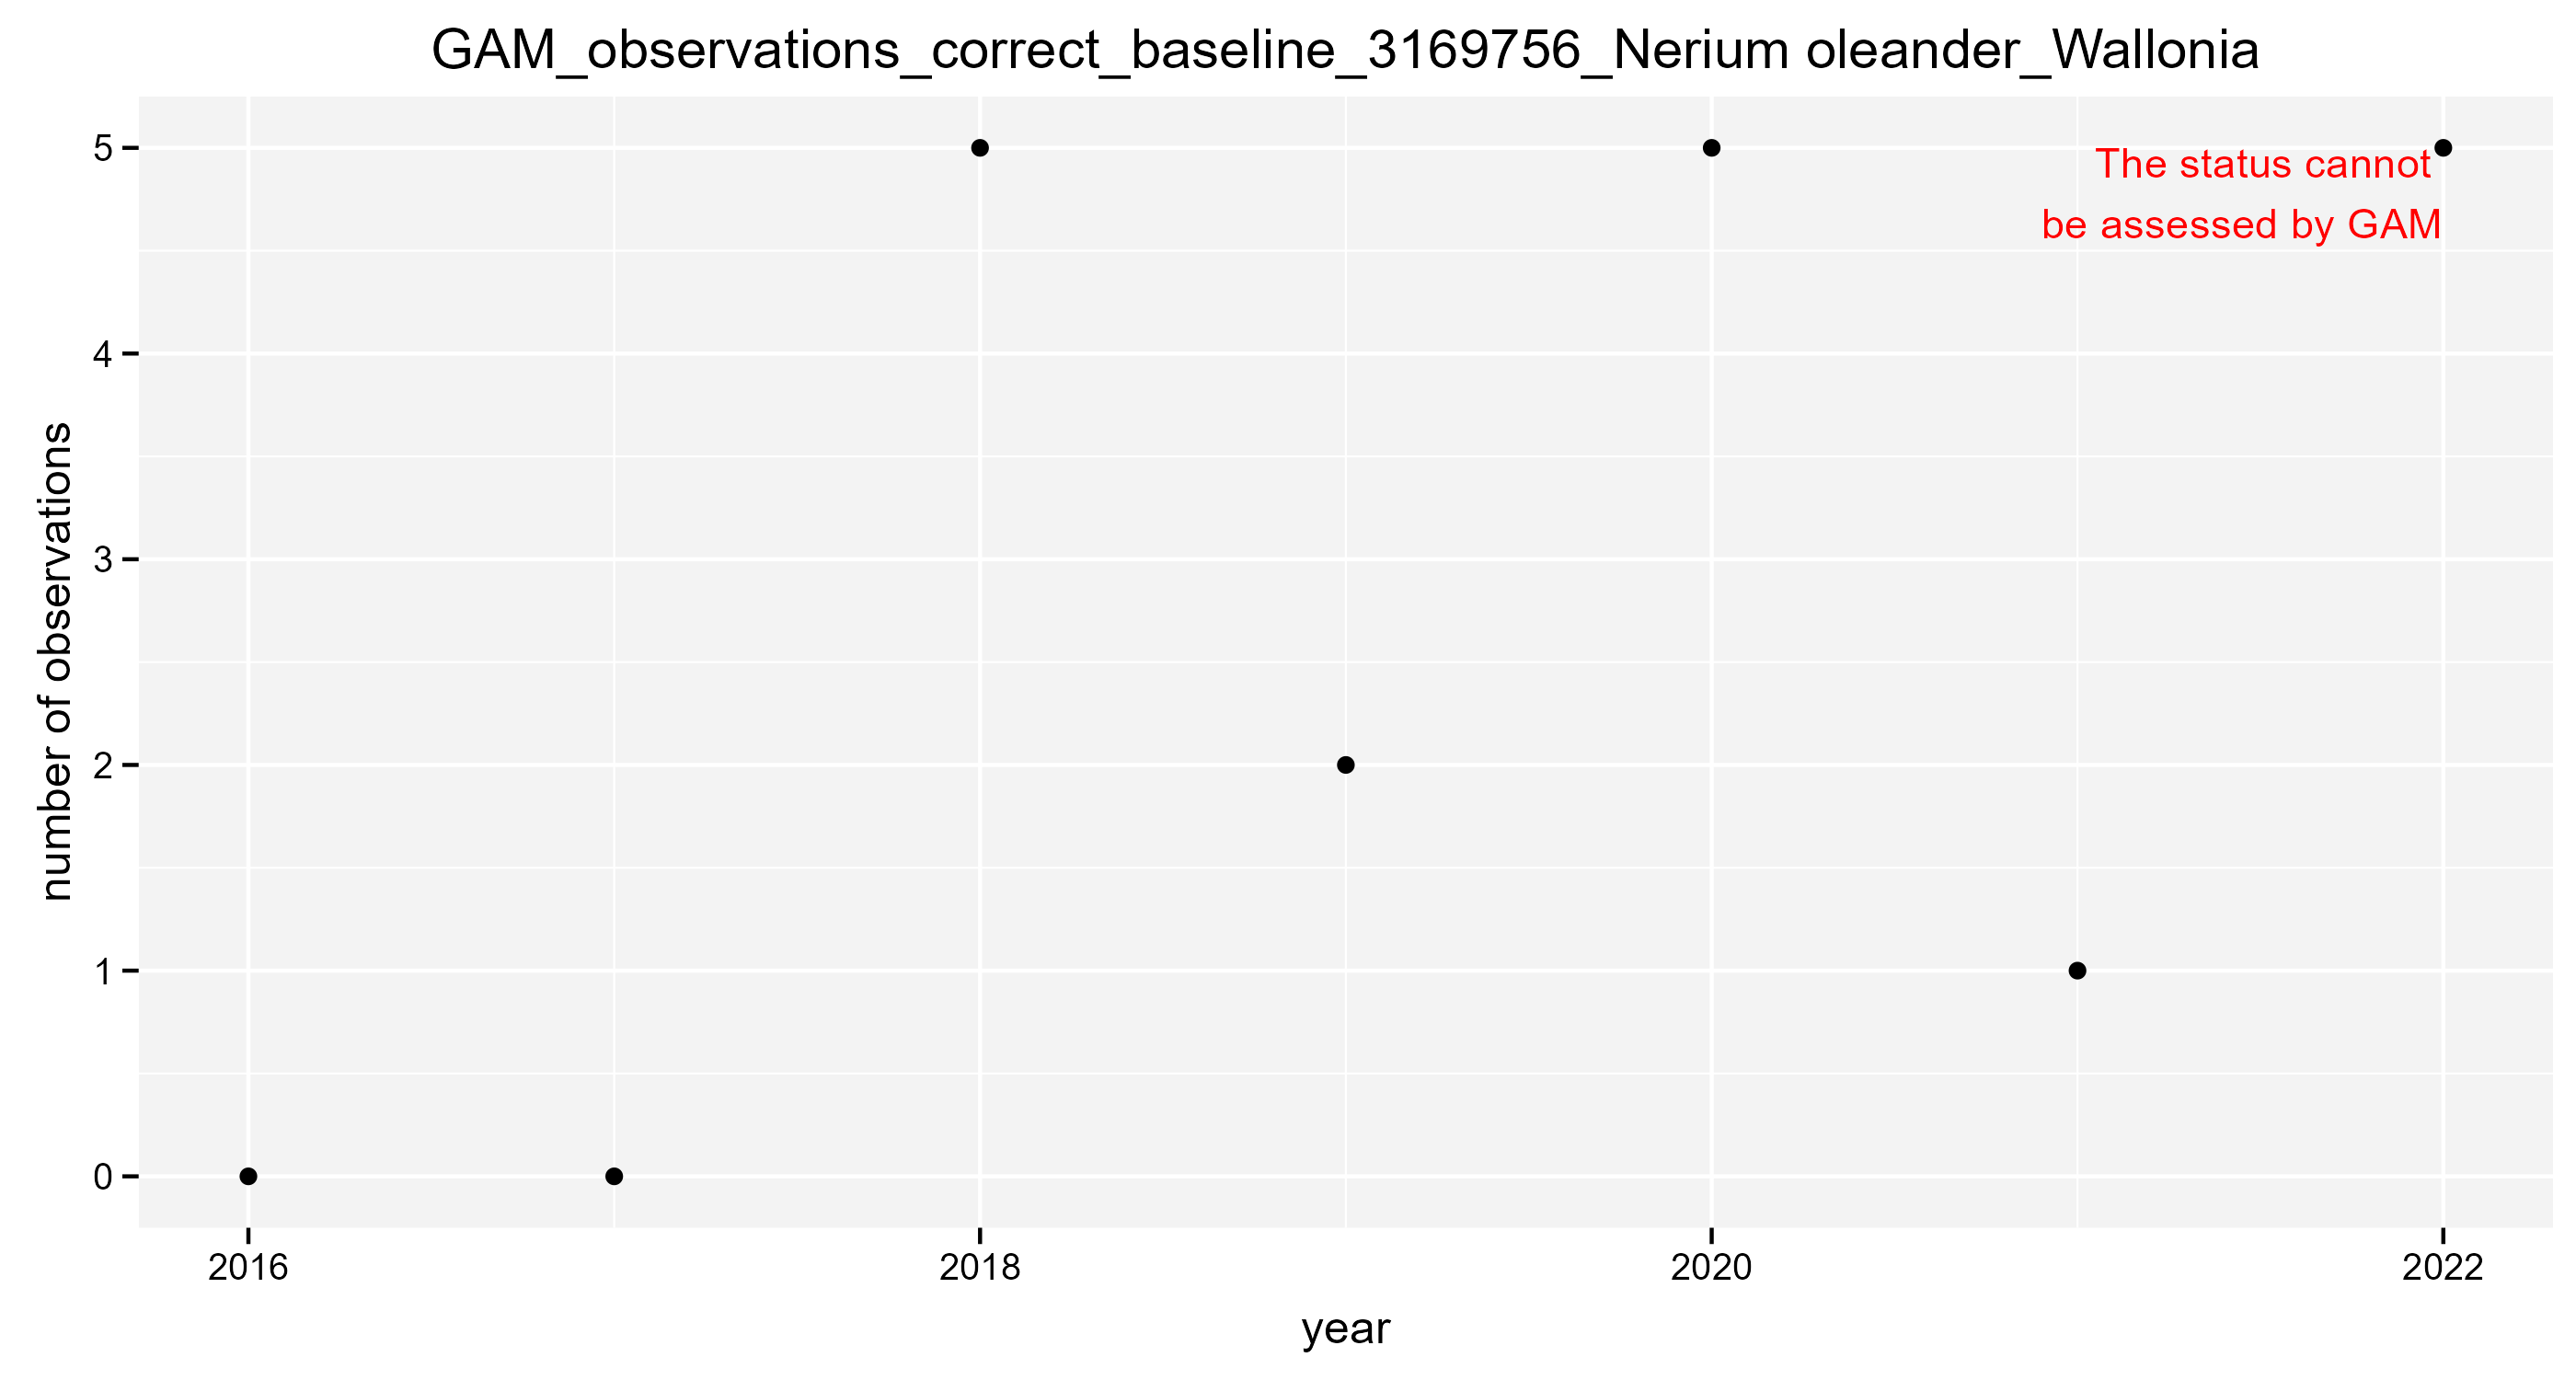 GAM_observations_correct_baseline_3169756_Nerium oleander_Wallonia
number of observations
5
4
3
2
1
0
The status cannot
be assessed by GAM
2016
2018
2020
2022
year